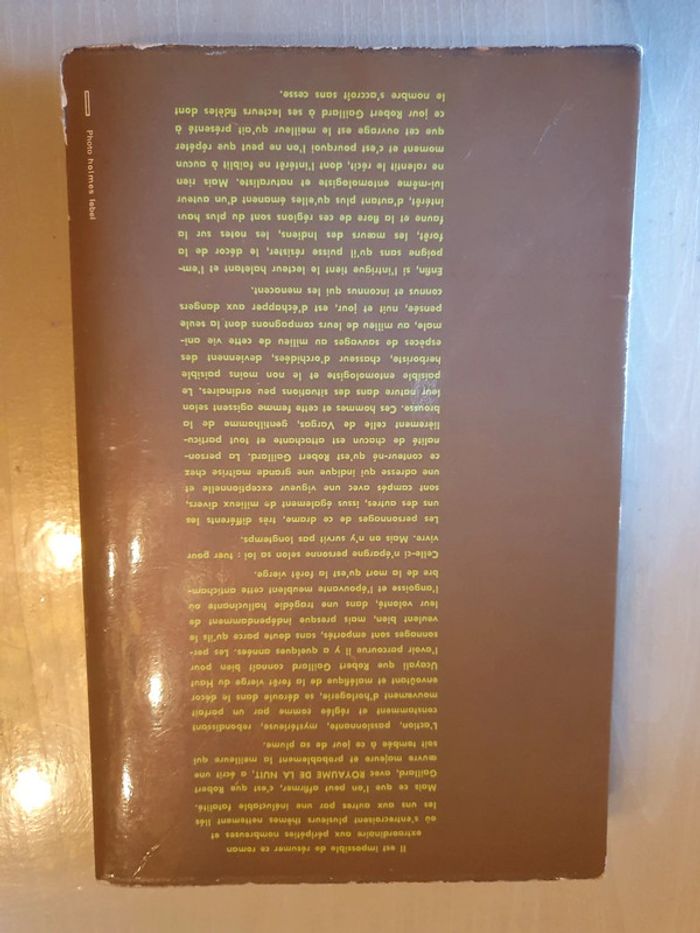 Il est impossible de résumer ce roman
extraordinaire aux péripéties nombreuses et
où s'entrecroisent plusieurs thèmes nettement liés
les uns aux autres par une inéluctable fatalité.
Mais ce que l'on peut affirmer, c'est que Robert
Gaillard, avec ROYAUME DE LA NUIT, a écrit une
œuvre majeure et probablement la meilleure qui
soit tombée à ce jour de sa plume.
L'action, passionnante, mystérieuse, rebondissant
constamment et réglée comme par un parfait
mouvement d'horlogerie, se déroule dans le décor
envoûtant et maléfique de la forêt vierge du Haut
Ucayali que Robert Gaillard connaît bien pour
l'avoir parcourue il y a quelques années. Les per-
sonnages sont emportés, sans doute parce qu'ils le
veulent bien, mais presque indépendamment de
leur volonté, dans une tragédie hallucinante où
l'angoisse et l'épouvante meublent cette anticham-
bre de la mort qu'est la forêt vierge.
Celle-ci n'épargne personne selon sa loi : tuer pour
vivre. Mais on n'y survit pas longtemps.
Les personnages de ce drame, très différents les
uns des autres, issus également de milieux divers,
sont campés avec une vigueur exceptionnelle et
une adresse qui indique une grande maîtrise chez
ce conteur-né qu'est Robert Gaillard. La person-
nalité de chacun est attachante et tout particu-
lièrement celle de Vargas, gentilhomme de la
brousse. Ces hommes et cette femme agissent selon
leur nature dans des situations peu ordinaires. Le
paisible entomologiste et le non moins paisible
herboriste, chasseur d'orchidées, deviennent des
espèces de sauvages au milieu de cette vie ani-
male, au milieu de leurs compagnons dont la seule
pensée, nuit et jour, est d'échapper aux dangers
connus et inconnus qui les menacent.
Enfin, si l'intrigue tient le lecteur haletant et l'em-
poigne sans qu'il puisse résister, le décor de la
forêt, les mœurs des Indiens, les notes sur la
faune et la flore de ces régions sont du plus haut
intérêt, d'autant plus qu'elles émanent d'un auteur
lui-même entomologiste et naturaliste. Mais rien
ne ralentit le récit, dont l'intérêt ne faiblit à aucun
moment et c'est pourquoi l'on ne peut que répéter
que cet ouvrage est le meilleur qu'ait présenté à
ce jour Robert Gaillard à ses lecteurs fidèles dont
le nombre s'accroît sans cesse.
Photo holmes lebel